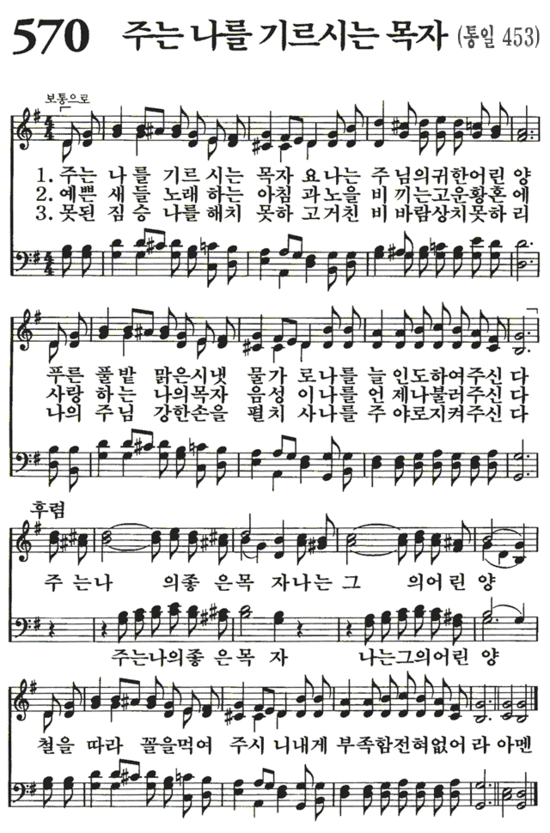 570 주는 나를 기르시는 목자 (통일 453)
보통으로
1. 주는 나를 기르시는 목자요 나는 주님의 귀한 어린 양
2. 예쁜 새들 노래하는 아침과 노을 비끼는 고운 황혼에
3. 못된 짐승 나를 해치 못하고 거친 비바람 상치 못하리
푸른 풀밭 맑은 시냇물가로 나를 늘 인도하여 주신다
사랑하는 나의 목자 음성이 나를 언제나 불러 주신다
나의 주님 강한 손을 펼치사 나를 주야로 지켜 주신다
후렴
주는 나의 좋은 목자 나는 그의 어린 양
주는 나의 좋은 목자 나는 그의 어린 양
철을 따라 꼴을 먹여 주시니 내게 부족함 전혀 없어라 아멘